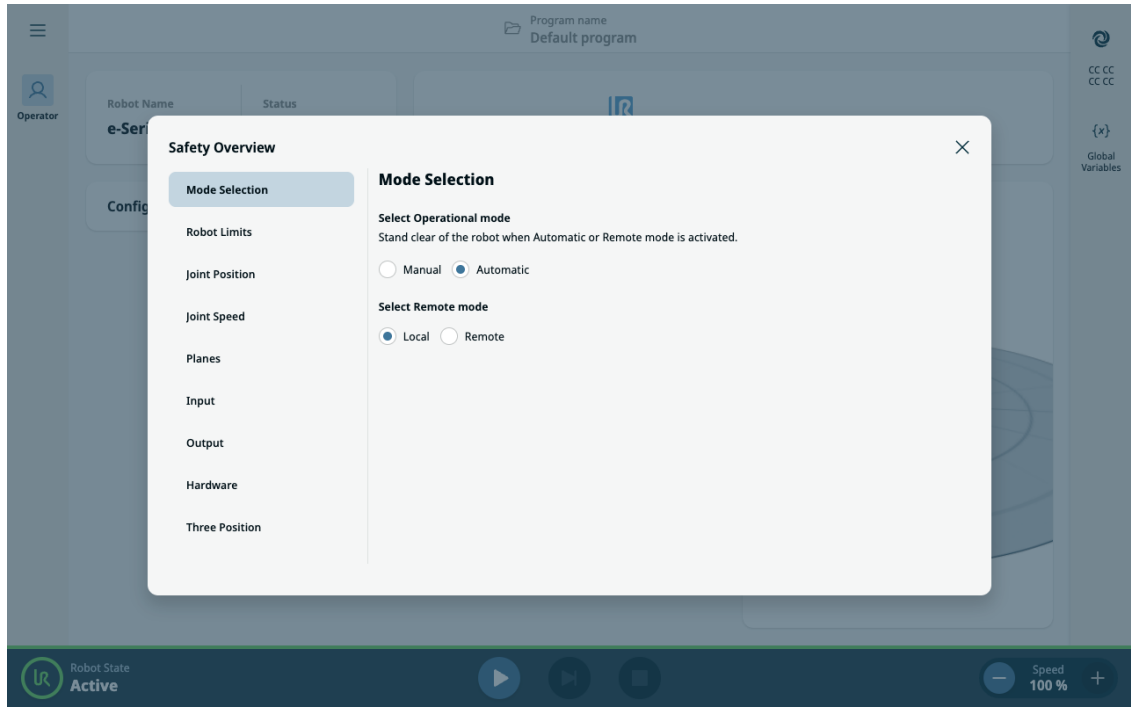 Program name
Default program
Operator
Robot Name
Status
e-Seri
Config
CC CC
CC CC
{x}
Global
Variables
Safety Overview
Mode Selection
Robot Limits
Joint Position
Joint Speed
Planes
Input
Output
Hardware
Three Position
Mode Selection
Select Operational mode
Stand clear of the robot when Automatic or Remote mode is activated.
Manual Automatic
Select Remote mode
Local Remote
Robot State
Active
Speed
100 %